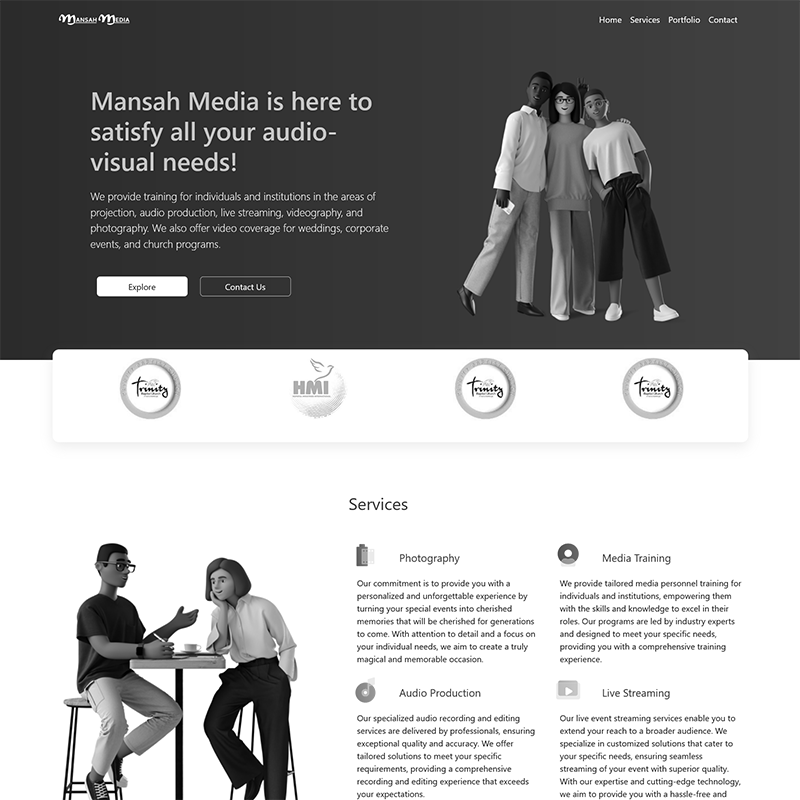 Mansah Media
Home Services Portfolio Contact
Mansah Media is here to
satisfy all your audio-
visual needs!
We provide training for individuals and institutions in the areas of
projection, audio production, live streaming, videography, and
photography. We also offer video coverage for weddings, corporate
events, and church programs.
Explore
Contact Us
Trinity
HMI
Trinity
Trinity
Services
Photography
Our commitment is to provide you with a
personalized and unforgettable experience by
turning your special events into cherished
memories that will be cherished for generations
to come. With attention to detail and a focus on
your individual needs, we aim to create a truly
magical and memorable occasion.
Media Training
We provide tailored media personnel training for
individuals and institutions, empowering them
with the skills and knowledge to excel in their
roles. Our programs are led by industry experts
and designed to meet your specific needs,
providing you with a comprehensive training
experience.
Audio Production
Our specialized audio recording and editing
services are delivered by professionals, ensuring
exceptional quality and accuracy. We offer
tailored solutions to meet your specific
requirements, providing a comprehensive
recording and editing experience that exceeds
your expectations.
Live Streaming
Our live event streaming services enable you to
extend your reach to a broader audience. We
specialize in customized solutions that cater to
your specific needs, ensuring seamless
streaming of your event with superior quality.
With our expertise and cutting-edge technology,
we aim to provide you with a hassle-free and